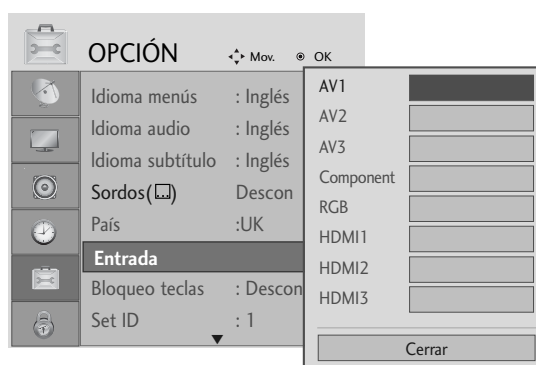 OPCIÓN
Mov. OK
Idioma menús : Inglés
Idioma audio : Inglés
Idioma subtítulo : Inglés
Sordos( ) Descon
País :UK
Entrada
Bloqueo teclas : Descon
Set ID : 1
AV1
AV2
AV3
Component
RGB
HDMI1
HDMI2
HDMI3
Cerrar